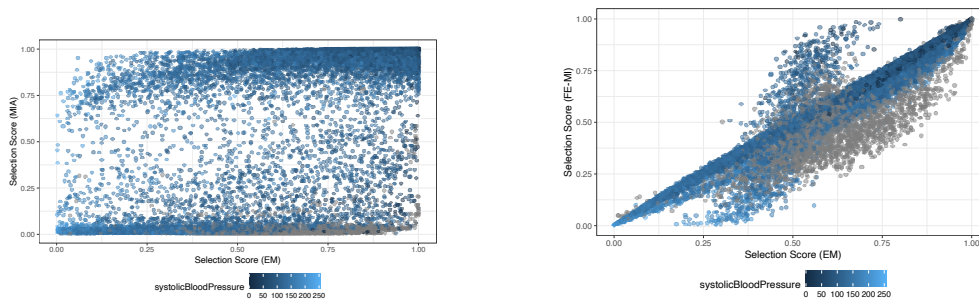 1.00
0.75
0.50
0.25
0.00
Selection Score (MIA)
0.00 0.25 0.50 0.75 1.00
Selection Score (EM)
systolicBloodPressure
0 50 100 150 200 250
1.00
0.75
0.50
0.25
0.00
Selection Score (FE-MI)
0.00 0.25 0.50 0.75 1.00
Selection Score (EM)
systolicBloodPressure
0 50 100 150 200 250